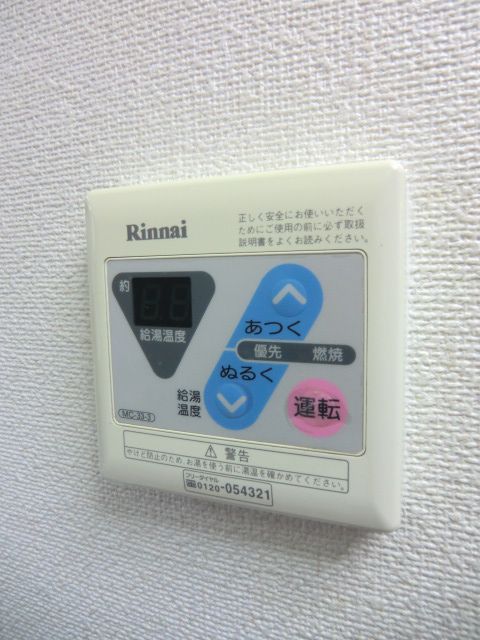 Rinnai
正しく安全にお使いいただく
ためにご使用の前に必ず取扱
説明書をよくお読みください。
約
給湯温度
あつく
優先 燃焼
ぬるく
給湯
温度
運転
MC-33-3
警告
やけど防止のため、お湯を使う前に湯温を確かめてください。
フリーダイヤル
0120-054321